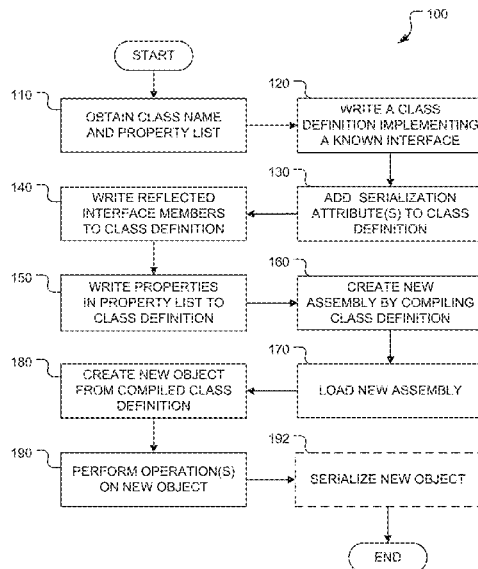 100
START
110
OBTAIN CLASS NAME
AND PROPERTY LIST
120
WRITE A CLASS
DEFINITION IMPLEMENTING
A KNOWN INTERFACE
130
ADD SERIALIZATION
ATTRIBUTE(S) TO CLASS
DEFINITION
140
WRITE REFLECTED
INTERFACE MEMBERS
TO CLASS DEFINITION
150
WRITE PROPERTIES
IN PROPERTY LIST TO
CLASS DEFINITION
160
CREATE NEW
ASSEMBLY BY COMPILING
CLASS DEFINITION
170
LOAD NEW ASSEMBLY
180
CREATE NEW OBJECT
FROM COMPILED CLASS
DEFINITION
190
PERFORM OPERATION(S)
ON NEW OBJECT
192
SERIALIZE NEW OBJECT
END